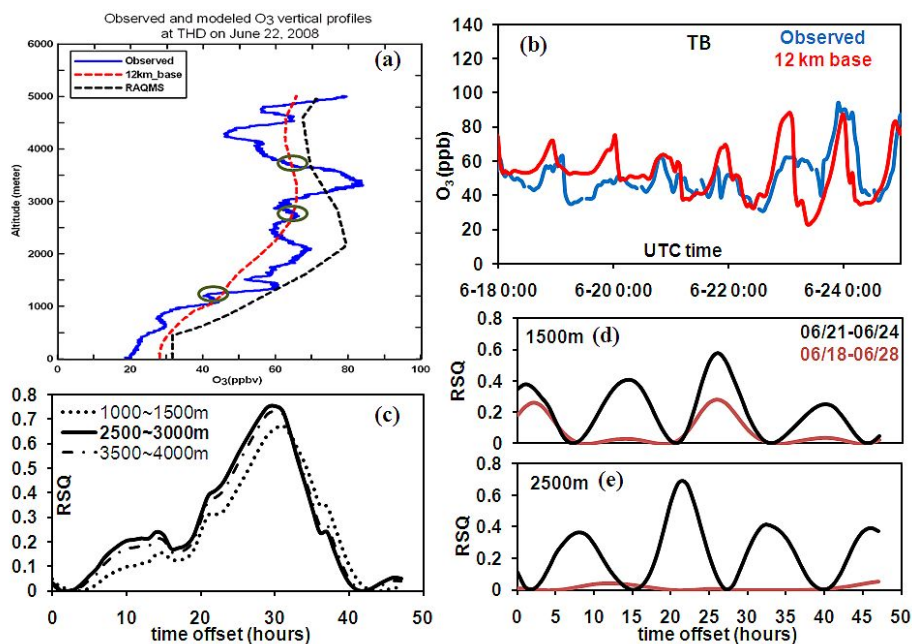 Observed and modeled O3 vertical profiles
at THD on June 22, 2008
6000
5000
4000
3000
2000
1000
0
Altitude (meter)
Observed
12km_base
RAQMS
(a)
0 20 40 60 80 100
O3(ppbv)
(b)
TB
Observed
12 km base
140
120
100
80
60
40
20
0
O3 (ppb)
UTC time
6-18 0:00 6-20 0:00 6-22 0:00 6-24 0:00
0.8
0.7
0.6
0.5
0.4
0.3
0.2
0.1
0
RSQ
(c)
1000~1500m
2500~3000m
3500~4000m
0 10 20 30 40 50
time offset (hours)
0.8
0.6
0.4
0.2
0
RSQ
1500m (d)
06/21-06/24
06/18-06/28
0.8
0.6
0.4
0.2
0
RSQ
2500m (e)
0 5 10 15 20 25 30 35 40 45 50
time offset (hours)